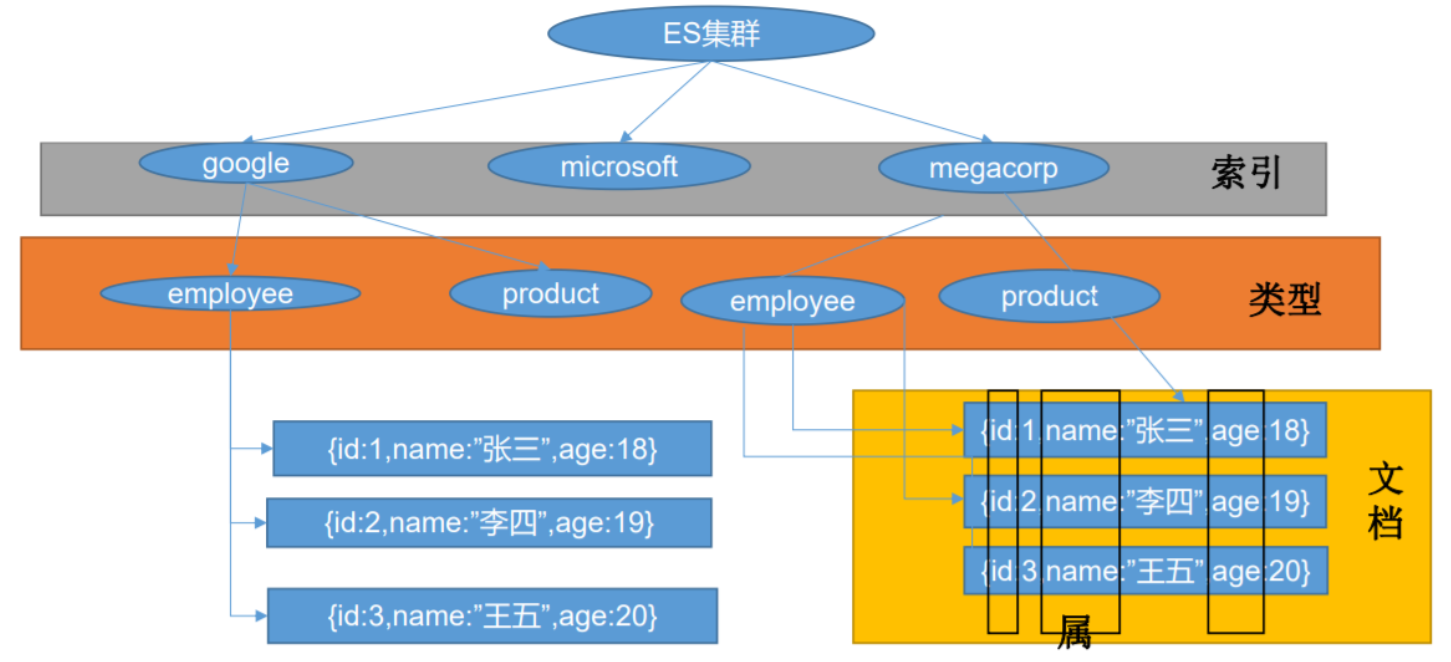 ES集群
google
microsoft
megacorp
索引
employee
product
employee
product
类型
{id:1,name:”张三”,age:18}
{id:2,name:”李四”,age:19}
{id:3,name:”王五”,age:20}
{id:1,name:”张三”,age:18}
{id:2,name:”李四”,age:19}
{id:3,name:”王五”,age:20}
文档
属